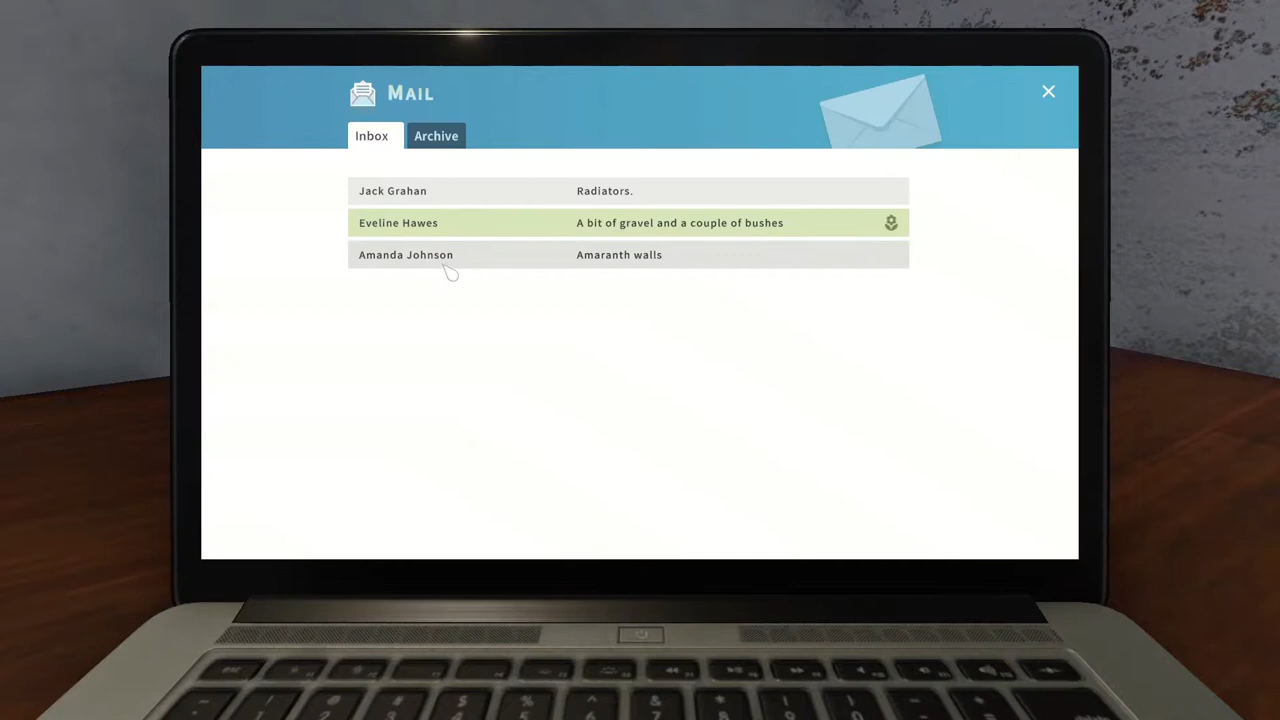 MAIL
Inbox
Archive
Jack Grahan Radiators.
Eveline Hawes A bit of gravel and a couple of bushes
Amanda Johnson Amaranth walls